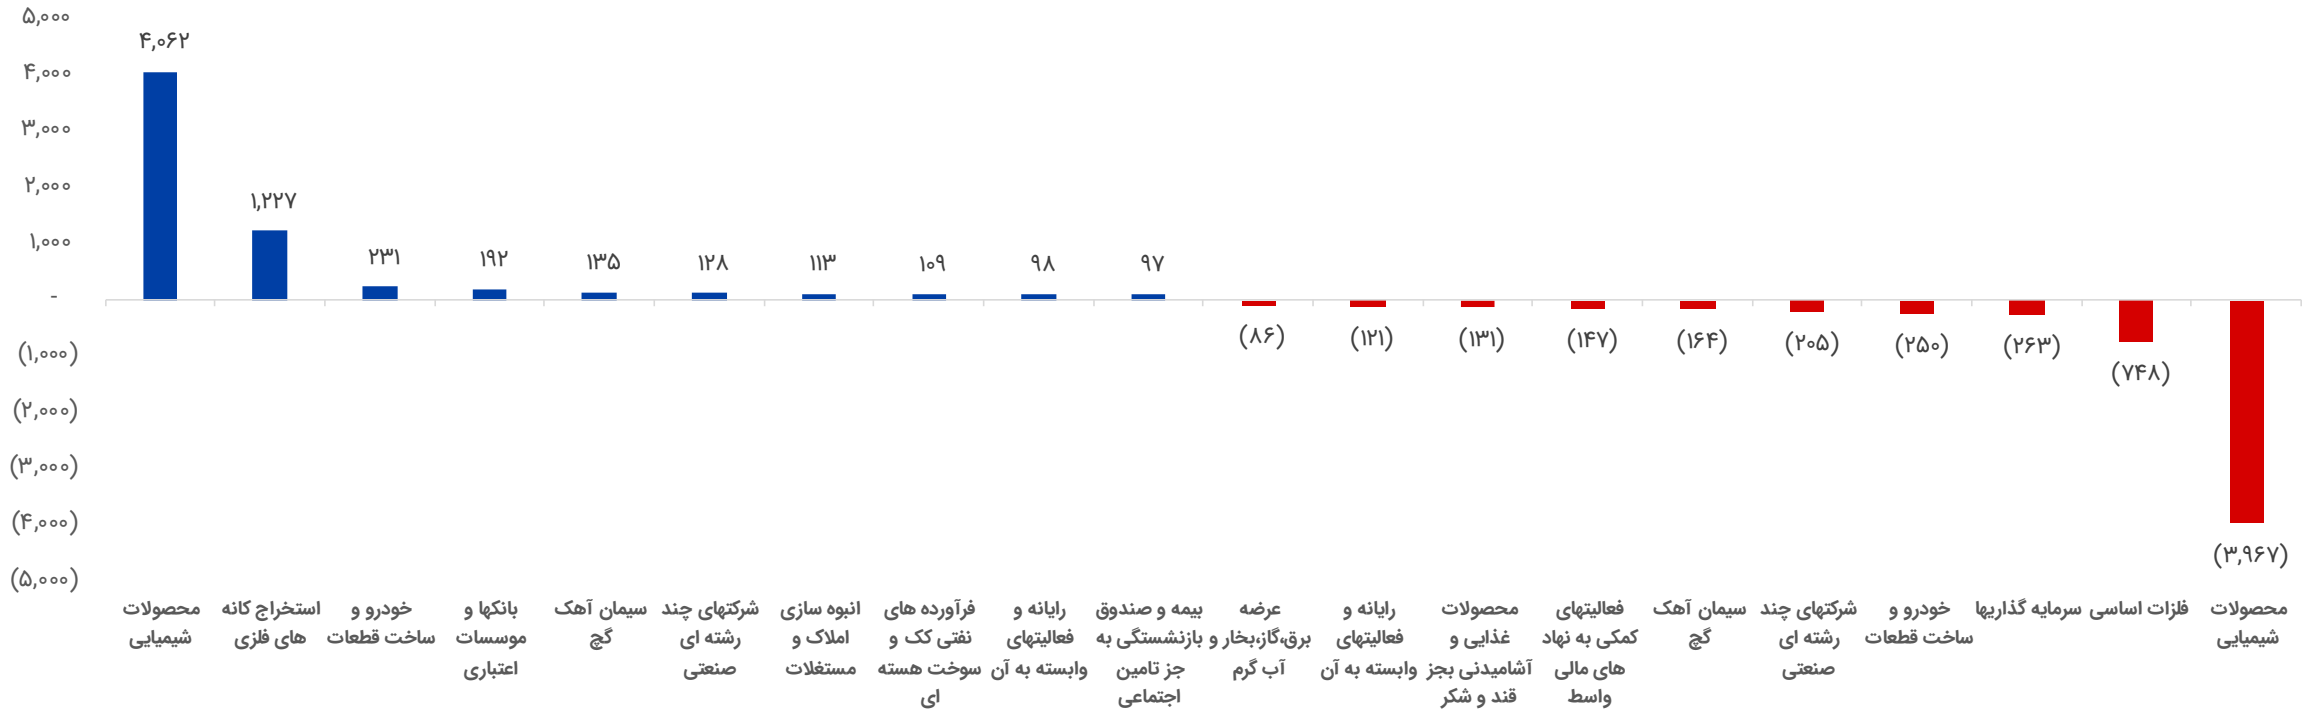 ۵,۰۰۰
۴,۰۰۰
۳,۰۰۰
۲,۰۰۰
۱,۰۰۰
-
(۱,۰۰۰)
(۲,۰۰۰)
(۳,۰۰۰)
(۴,۰۰۰)
(۵,۰۰۰)
۴,۰۶۲
۱,۲۲۷
۲۳۱
۱۹۲
۱۳۵
۱۲۸
۱۱۳
۱۰۹
۹۸
۹۷
(۸۶)
(۱۲۱)
(۱۳۱)
(۱۴۷)
(۱۶۴)
(۲۰۵)
(۲۵۰)
(۲۶۳)
(۷۴۸)
(۳,۹۶۷)
محصولات
شیمیایی
استخراج کانه
های فلزی
خودرو و
ساخت قطعات
بانکها و
موسسات
اعتباری
سیمان آهک
گچ
شرکتهای چند
رشته ای
صنعتی
انبوه سازی
املاک و
مستغلات
فرآورده های
نفتی کک و
سوخت هسته
ای
رایانه و
فعالیتهای
وابسته به آن
بیمه و صندوق
بازنشستگی به
جز تامین
اجتماعی
عرضه
برق،گاز،بخار و
آب گرم
رایانه و
فعالیتهای
وابسته به آن
محصولات
غذایی و
آشامیدنی بجز
قند و شکر
فعالیتهای
کمکی به نهاد
های مالی
واسط
سیمان آهک
گچ
شرکتهای چند
رشته ای
صنعتی
خودرو و
ساخت قطعات
سرمایه گذاریها
فلزات اساسی
محصولات
شیمیایی